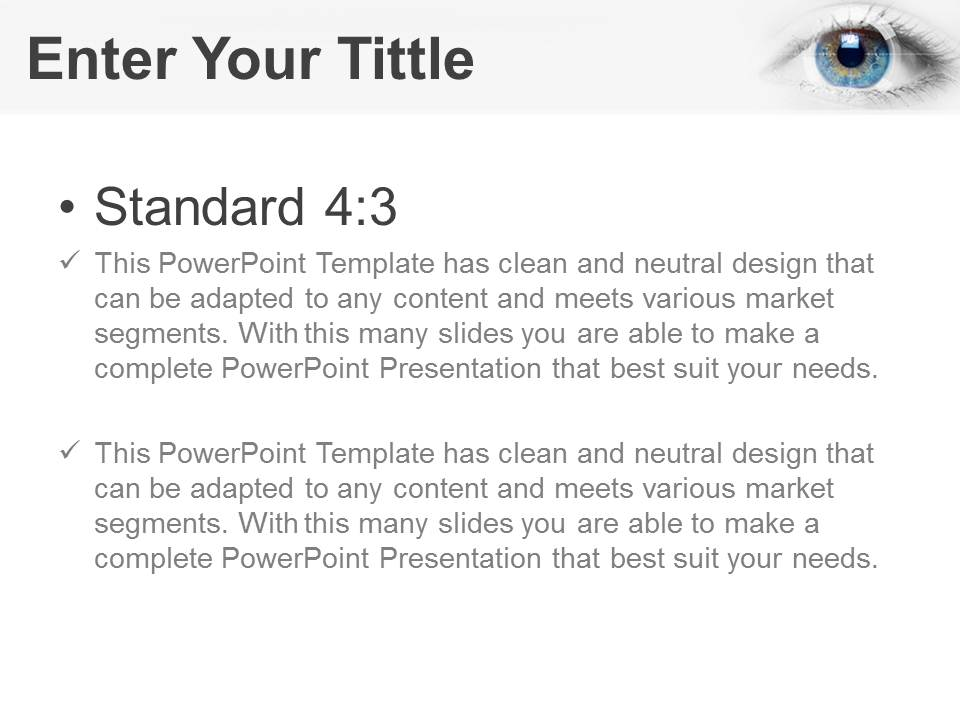 Enter Your Tittle
• Standard 4:3
✓ This PowerPoint Template has clean and neutral design that
can be adapted to any content and meets various market
segments. With this many slides you are able to make a
complete PowerPoint Presentation that best suit your needs.
✓ This PowerPoint Template has clean and neutral design that
can be adapted to any content and meets various market
segments. With this many slides you are able to make a
complete PowerPoint Presentation that best suit your needs.